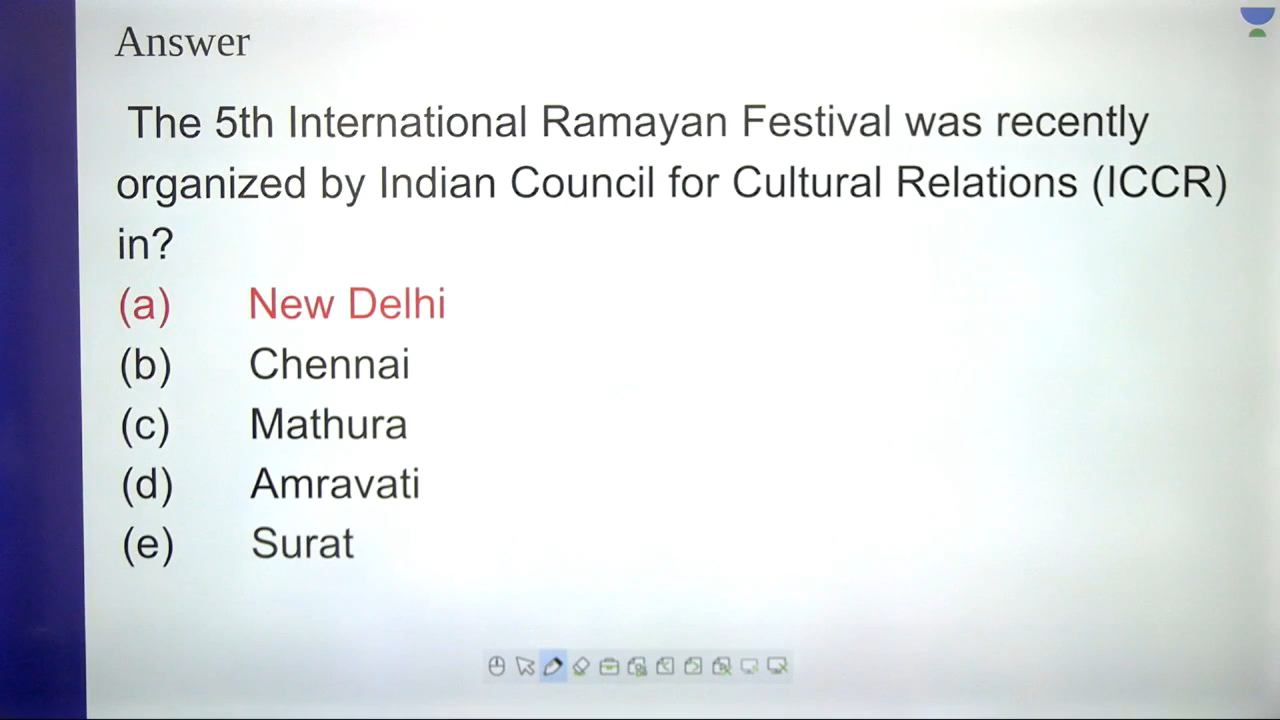 Answer
The 5th International Ramayan Festival was recently
organized by Indian Council for Cultural Relations (ICCR)
in?
(a) New Delhi
(b) Chennai
(c) Mathura
(d) Amravati
(e) Surat